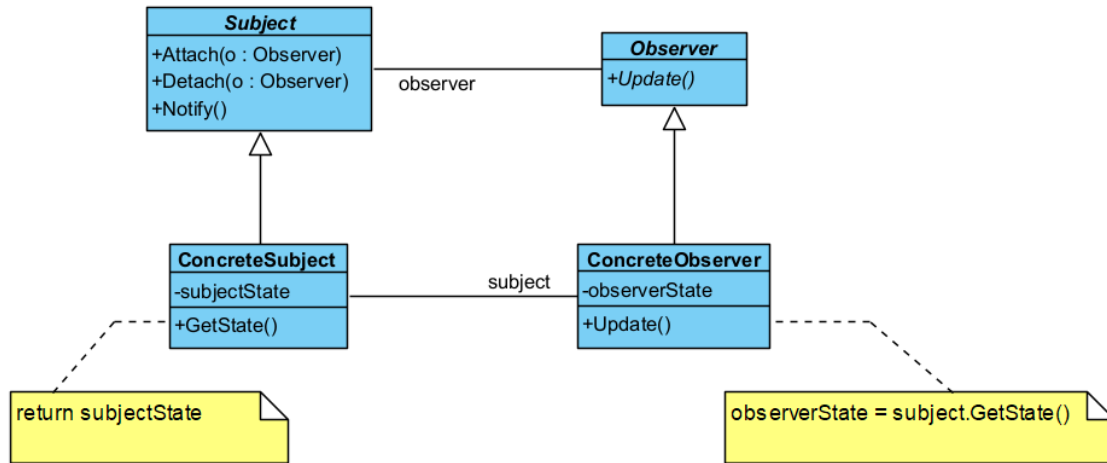 Subject
+Attach(o : Observer)
+Detach(o : Observer)
+Notify()
observer
Observer
+Update()
ConcreteSubject
-subjectState
+GetState()
subject
ConcreteObserver
-observerState
+Update()
return subjectState
observerState = subject.GetState()